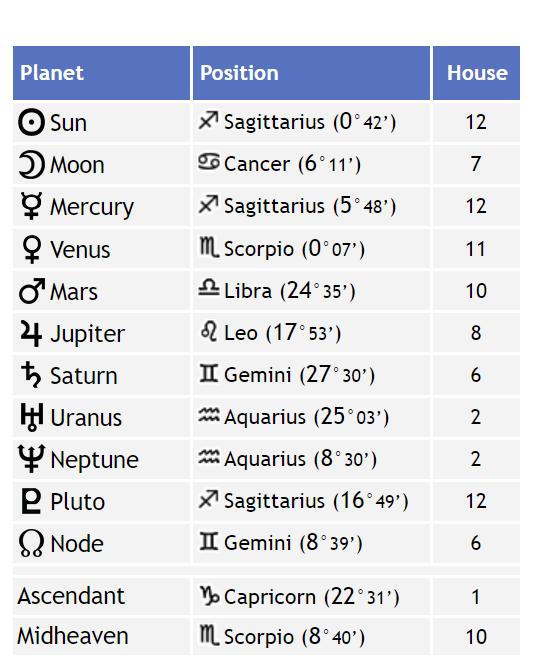 Planet Position House
☉ Sun ♐ Sagittarius (0°42’) 12
☽ Moon ♋ Cancer (6°11’) 7
☿ Mercury ♐ Sagittarius (5°48’) 12
♀ Venus ♏ Scorpio (0°07’) 11
♂ Mars ♎ Libra (24°35’) 10
♃ Jupiter ♌ Leo (17°53’) 8
♄ Saturn ♊ Gemini (27°30’) 6
♅ Uranus ♒ Aquarius (25°03’) 2
♆ Neptune ♒ Aquarius (8°30’) 2
♇ Pluto ♐ Sagittarius (16°49’) 12
☊ Node ♊ Gemini (8°39’) 6
Ascendant ♑ Capricorn (22°31’) 1
Midheaven ♏ Scorpio (8°40’) 10